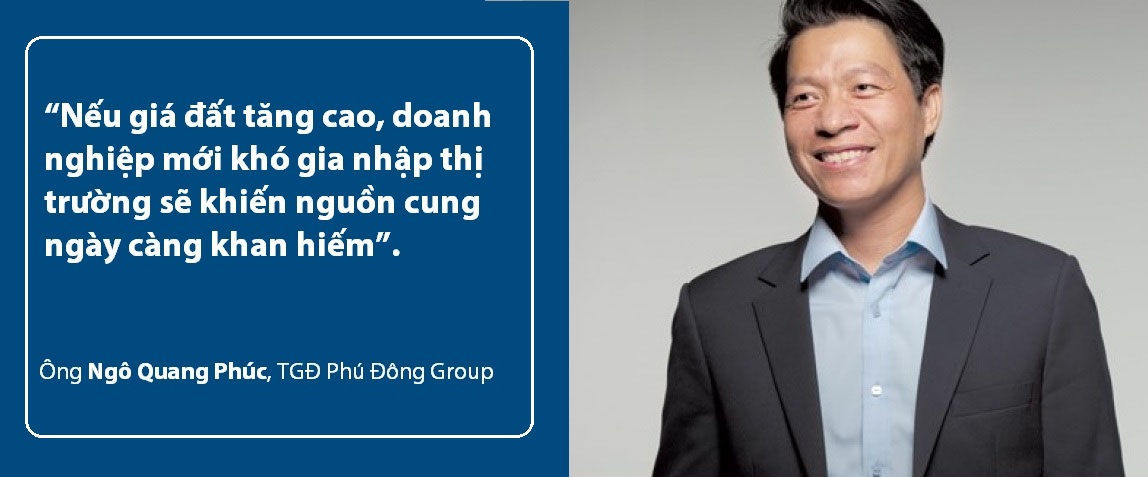 “Nếu giá đất tăng cao, doanh
nghiệp mới khó gia nhập thị
trường sẽ khiến nguồn cung
ngày càng khan hiếm”.
Ông Ngô Quang Phúc, TGĐ Phú Đông Group